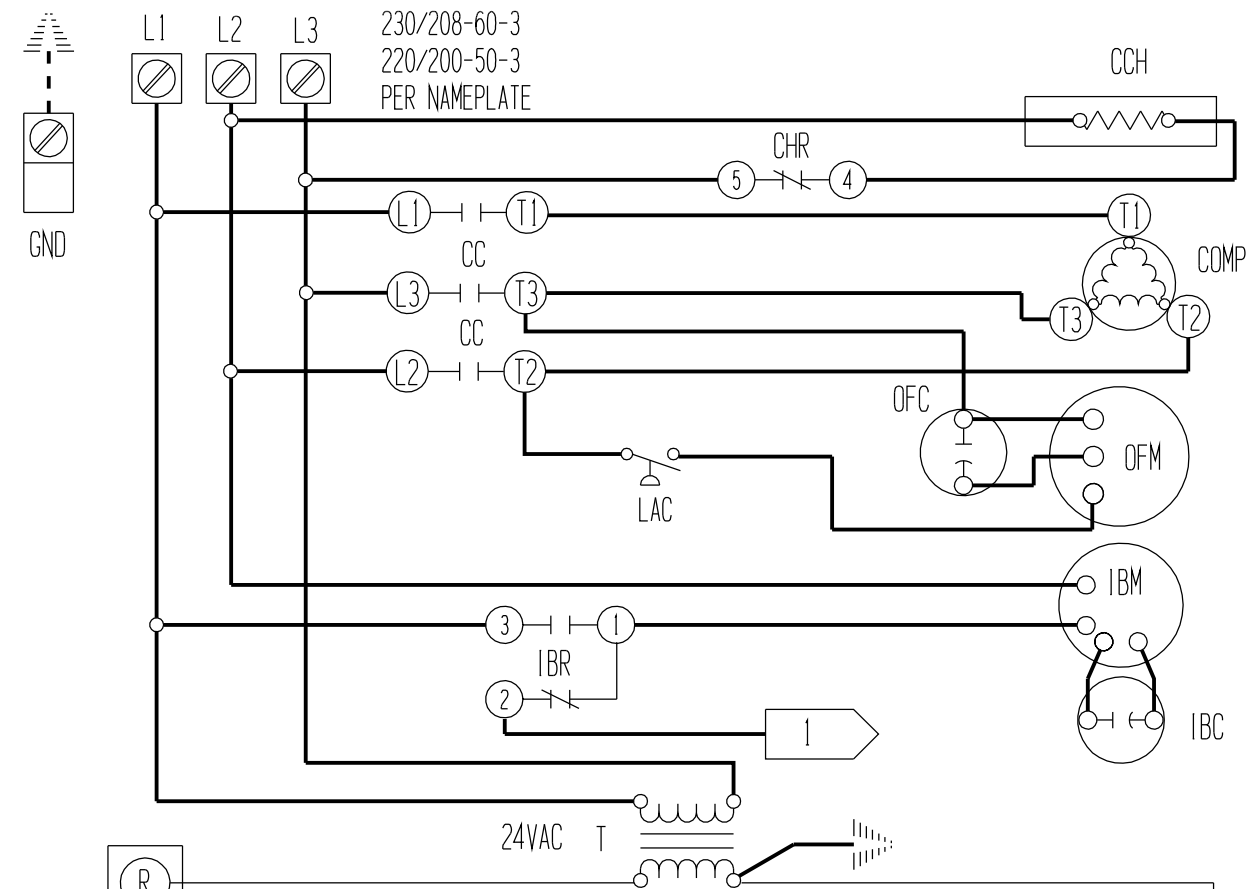 L1 L2 L3
230/208-60-3
220/200-50-3
PER NAMEPLATE
GND
CCH
CHR
5 4
L1 T1 T1
CC
COMP
L3 T3 T3 T2
CC
L2 T2
OFC
OFM
LAC
IBM
3 1
IBR
2
1
IBC
24VAC T
R